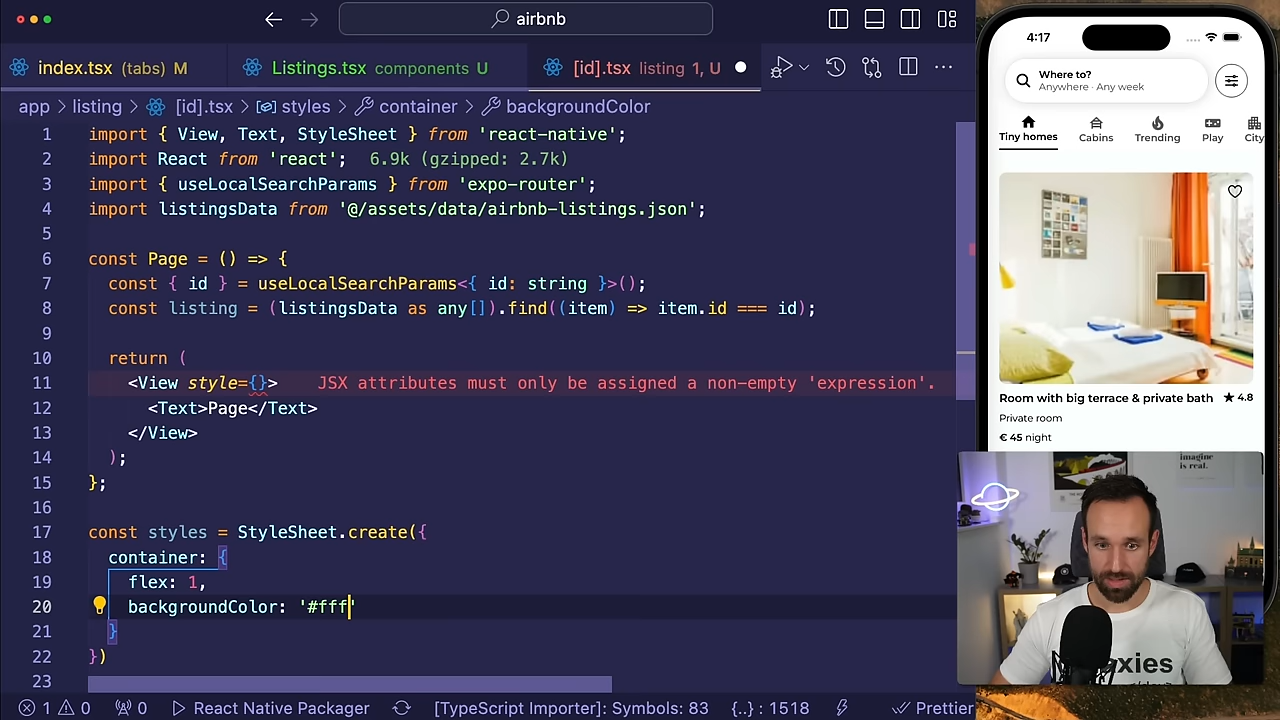 airbnb
index.tsx (tabs) M
Listings.tsx components U
[id].tsx listing 1, U
app > listing > [id].tsx > styles > container > backgroundColor
1 import { View, Text, StyleSheet } from 'react-native';
2 import React from 'react'; 6.9k (gzipped: 2.7k)
3 import { useLocalSearchParams } from 'expo-router';
4 import listingsData from '@/assets/data/airbnb-listings.json';
5
6 const Page = () => {
7 const { id } = useLocalSearchParams<{ id: string }>();
8 const listing = (listingsData as any[]).find((item) => item.id === id);
9
10 return (
11 <View style={}> JSX attributes must only be assigned a non-empty 'expression'.
12 <Text>Page</Text>
13 </View>
14 );
15 };
16
17 const styles = StyleSheet.create({
18 container: {
19 flex: 1,
20 backgroundColor: '#fff'
21 }
22 })
23
1 0 0 React Native Packager [TypeScript Importer]: Symbols: 83 {..} : 1518 Prettier
4:17
Where to?
Anywhere · Any week
Tiny homes Cabins Trending Play City
Room with big terrace & private bath 4.8
Private room
€ 45 night
imagine
is real.
axies